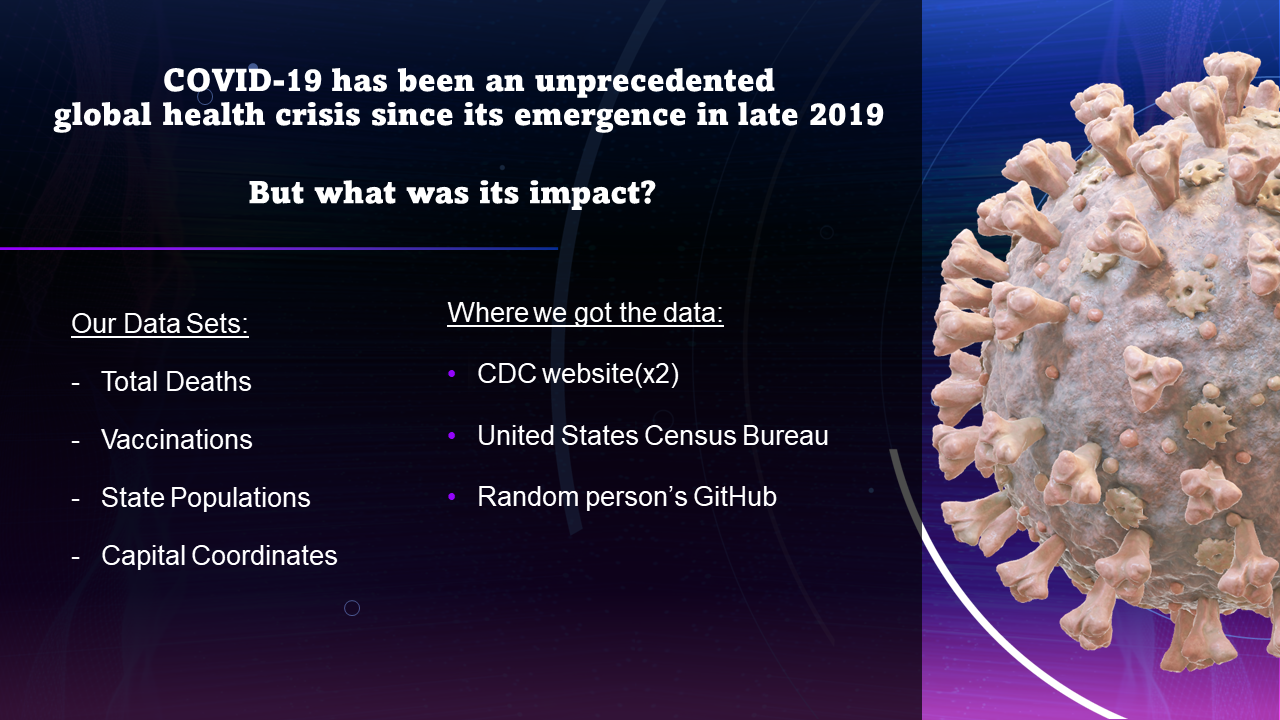 COVID-19 has been an unprecedented
global health crisis since its emergence in late 2019
But what was its impact?
Our Data Sets:
- Total Deaths
- Vaccinations
- State Populations
- Capital Coordinates
Where we got the data:
• CDC website(x2)
• United States Census Bureau
• Random person’s GitHub